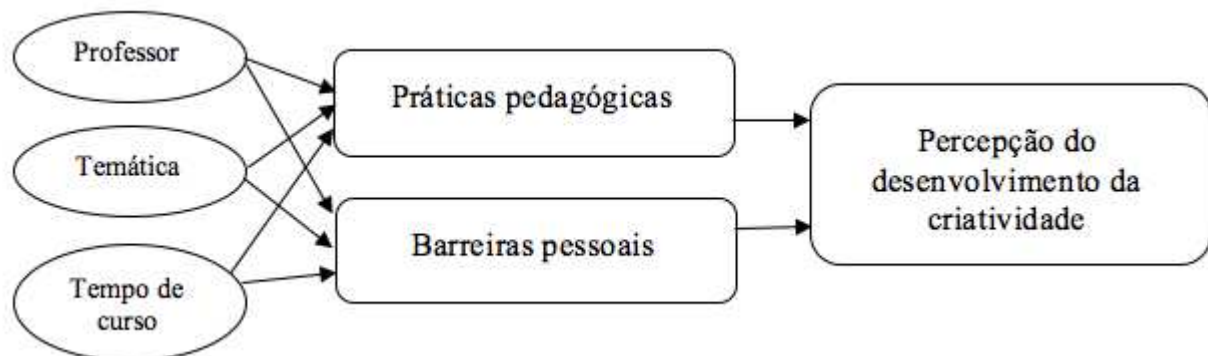 Professor
Temática
Tempo de
curso
Práticas pedagógicas
Barreiras pessoais
Percepção do
desenvolvimento da
criatividade